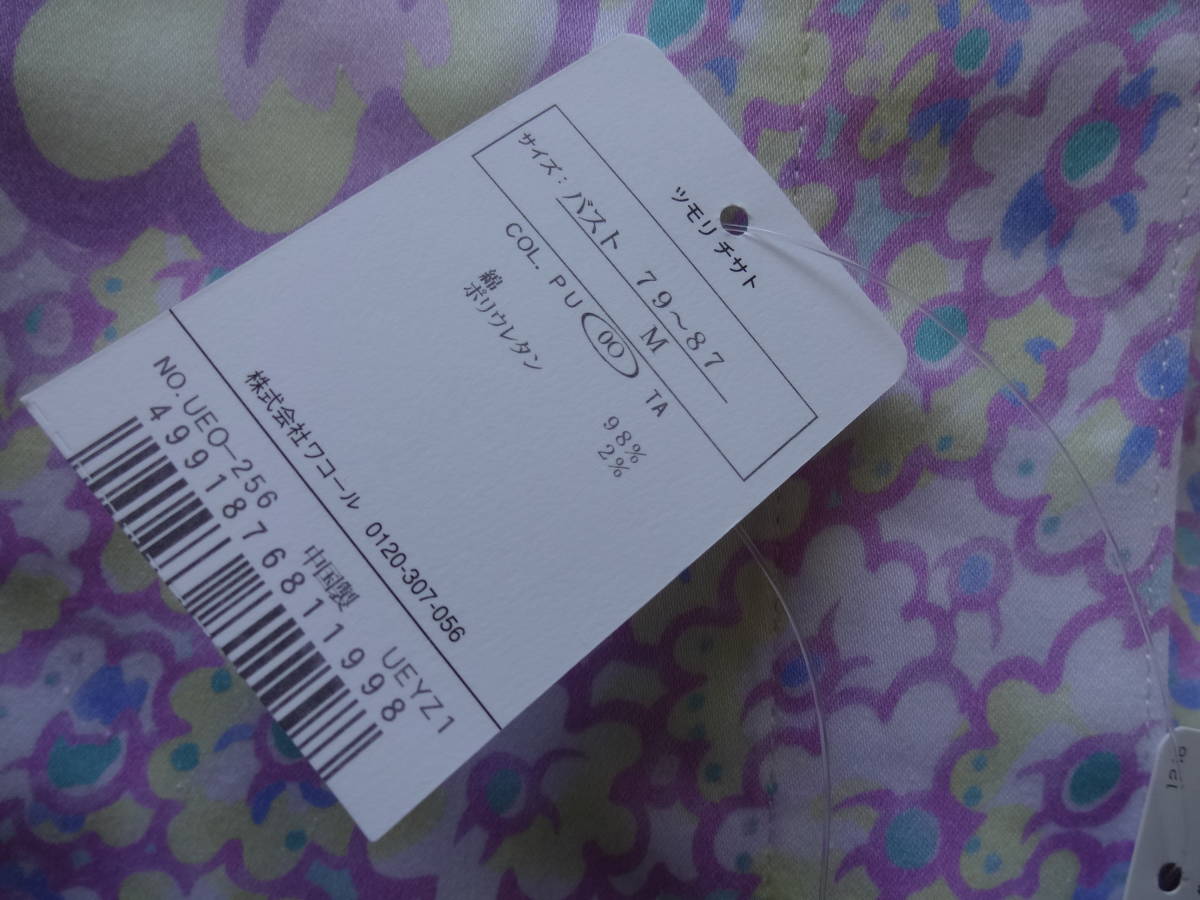 ツモリ チサト
サイズ：バスト 79～87
M
COL. PU 00 TA
綿 98%
ポリウレタン 2%
株式会社ワコール 0120-307-056
NO.UEO-256 中国製 UEYZ1
4991876811998